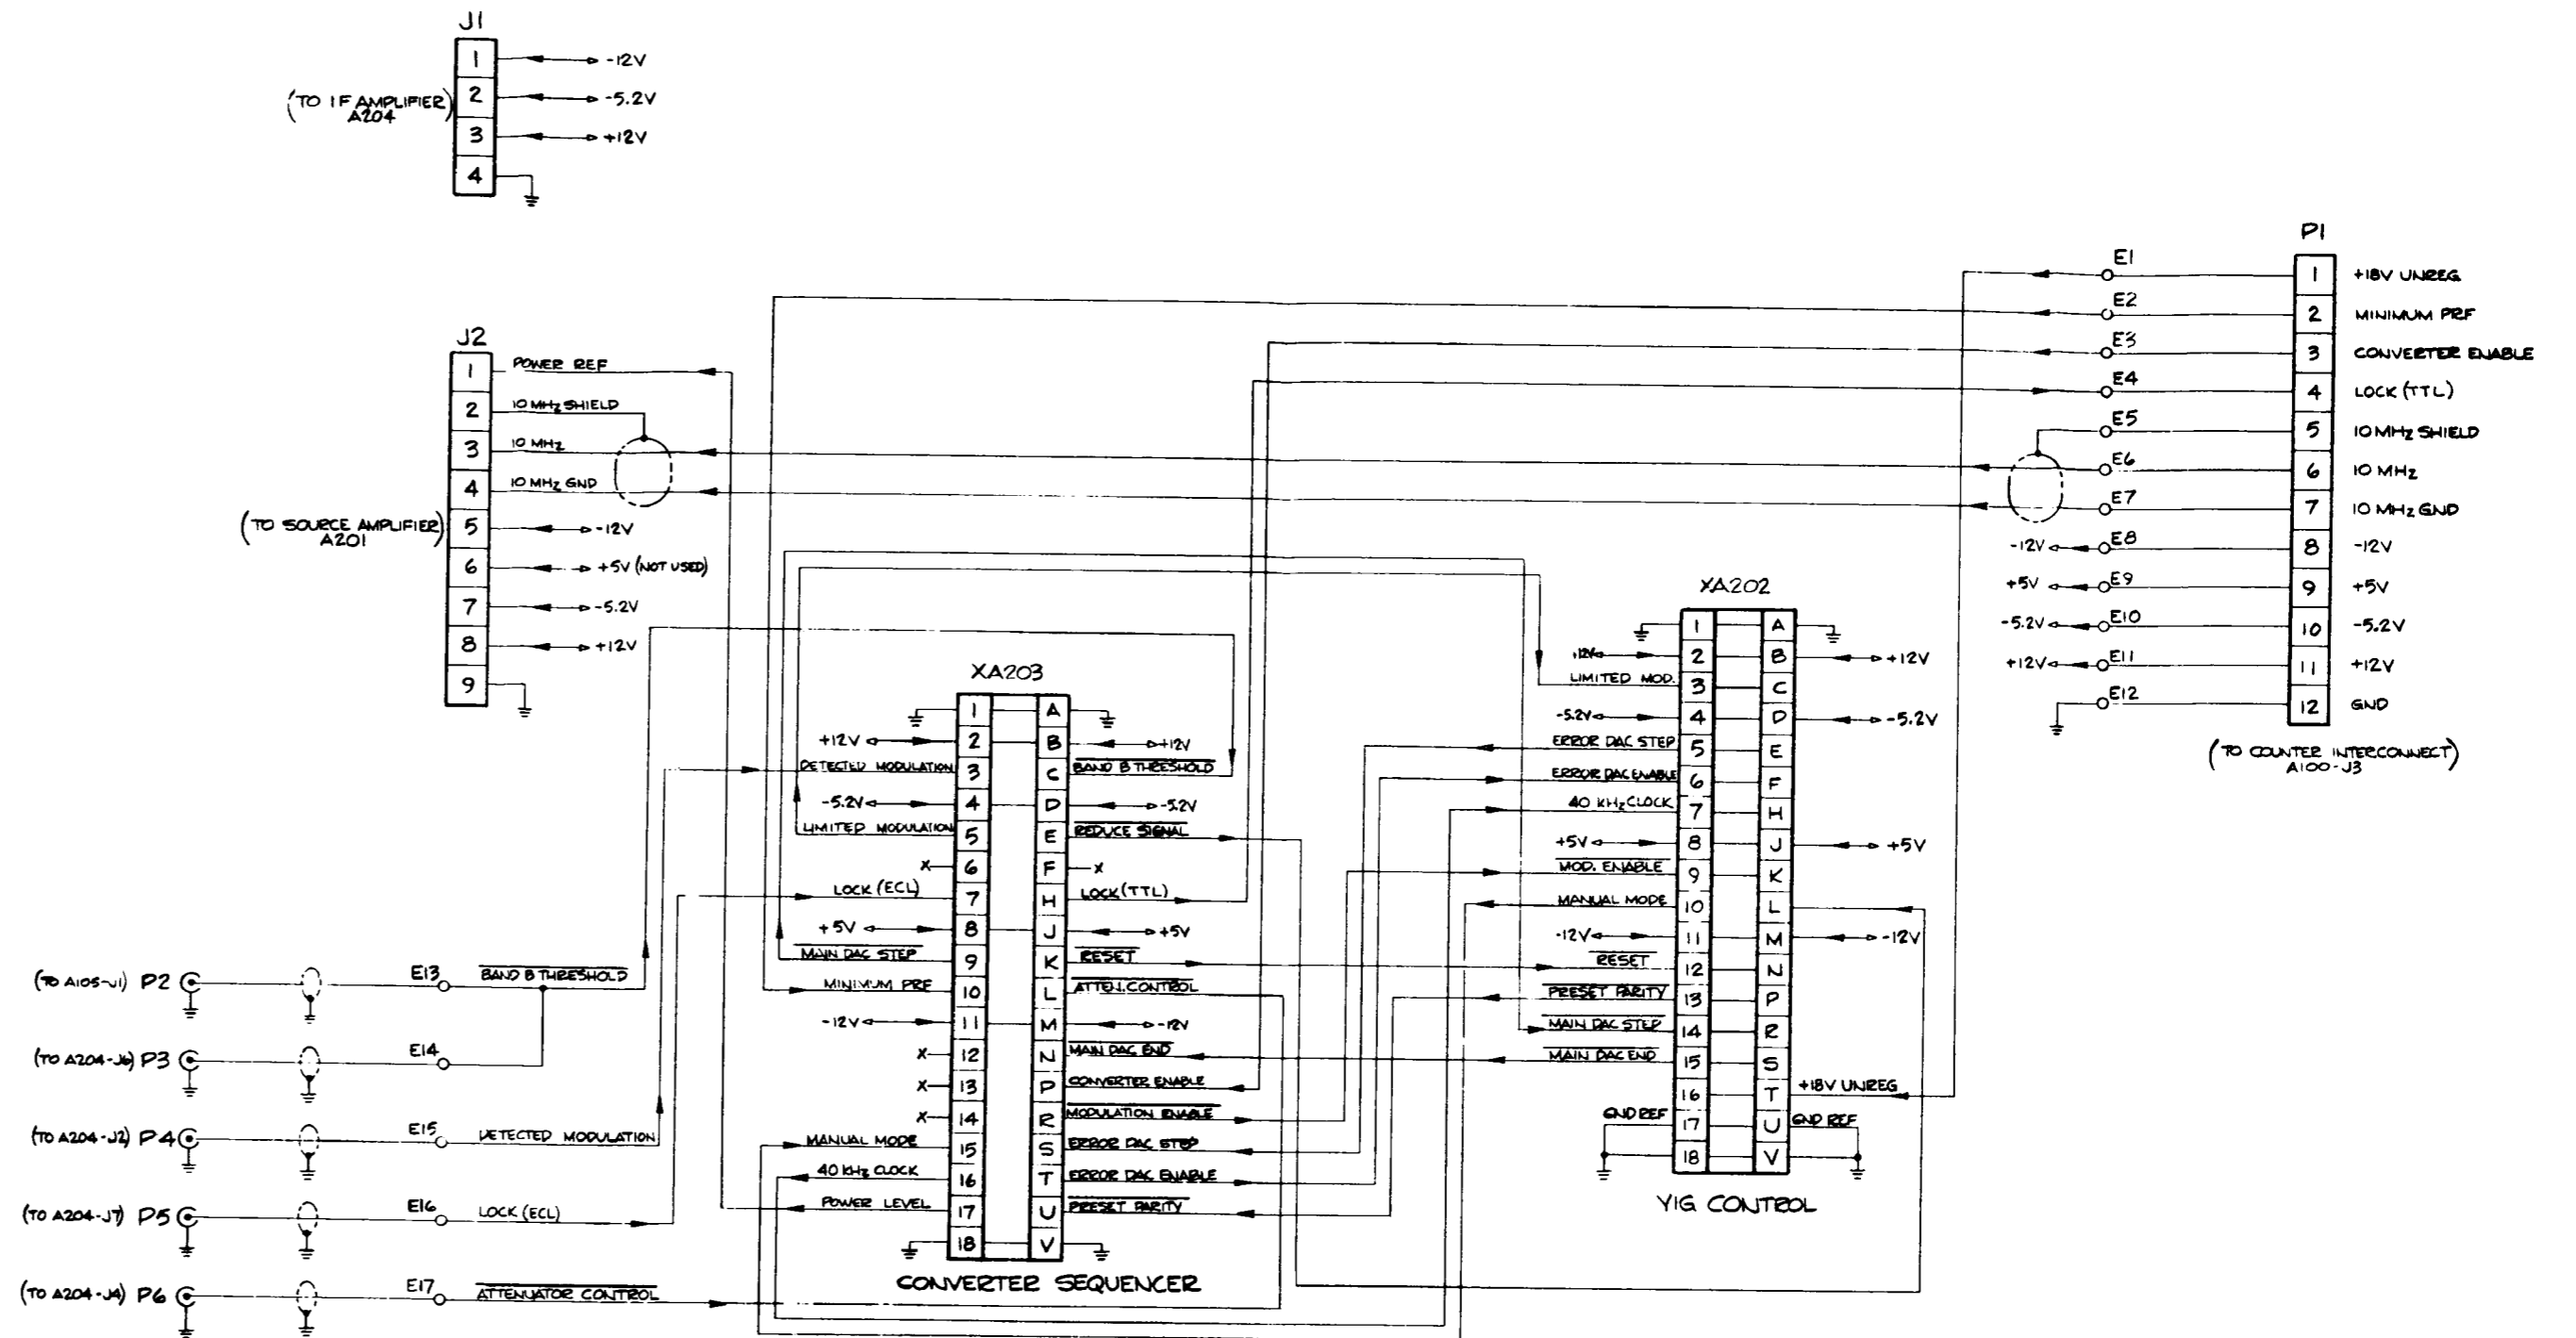 J1
1 -12V
2 -5.2V
3 +12V
4
(TO IF AMPLIFIER)
A204
J2
1 POWER REF
2 10 MHz SHIELD
3 10 MHz
4 10 MHz GND
5 -12V
6 +5V (NOT USED)
7 -5.2V
8 +12V
9
(TO SOURCE AMPLIFIER)
A201
P1
E1 1 +18V UNREG
E2 2 MINIMUM PRF
E3 3 CONVERTER ENABLE
E4 4 LOCK (TTL)
E5 5 10 MHz SHIELD
E6 6 10 MHz
E7 7 10 MHz GND
-12V E8 8 -12V
+5V E9 9 +5V
-5.2V E10 10 -5.2V
+12V E11 11 +12V
E12 12 GND
(TO COUNTER INTERCONNECT)
A100-J3
XA203
1 A
+12V 2 B +12V
DETECTED MODULATION 3 C BAND B THRESHOLD
-5.2V 4 D -5.2V
LIMITED MODULATION 5 E REDUCE SIGNAL
X 6 F X
LOCK (ECL) 7 H LOCK (TTL)
+5V 8 J +5V
MAIN DAC STEP 9 K RESET
MINIMUM PRF 10 L ATTEN. CONTROL
-12V 11 M -12V
X 12 N MAIN DAC END
X 13 P CONVERTER ENABLE
X 14 R MODULATION ENABLE
MANUAL MODE 15 S ERROR DAC STEP
40 KHz CLOCK 16 T ERROR DAC ENABLE
POWER LEVEL 17 U PRESET PARITY
18 V
CONVERTER SEQUENCER
XA202
1 A
+12V 2 B +12V
LIMITED MOD. 3 C
-5.2V 4 D -5.2V
ERROR DAC STEP 5 E
ERROR DAC ENABLE 6 F
40 KHz CLOCK 7 H
+5V 8 J +5V
MOD. ENABLE 9 K
MANUAL MODE 10 L
-12V 11 M -12V
RESET 12 N
PRESET PARITY 13 P
MAIN DAC STEP 14 R
MAIN DAC END 15 S
16 T +18V UNREG
GND REF 17 U GND REF
18 V
YIG CONTROL
(TO A105-J1) P2 E13 BAND B THRESHOLD
(TO A204-J6) P3 E14
(TO A204-J2) P4 E15 DETECTED MODULATION
(TO A204-J7) P5 E16 LOCK (ECL)
(TO A204-J4) P6 E17 ATTENUATOR CONTROL